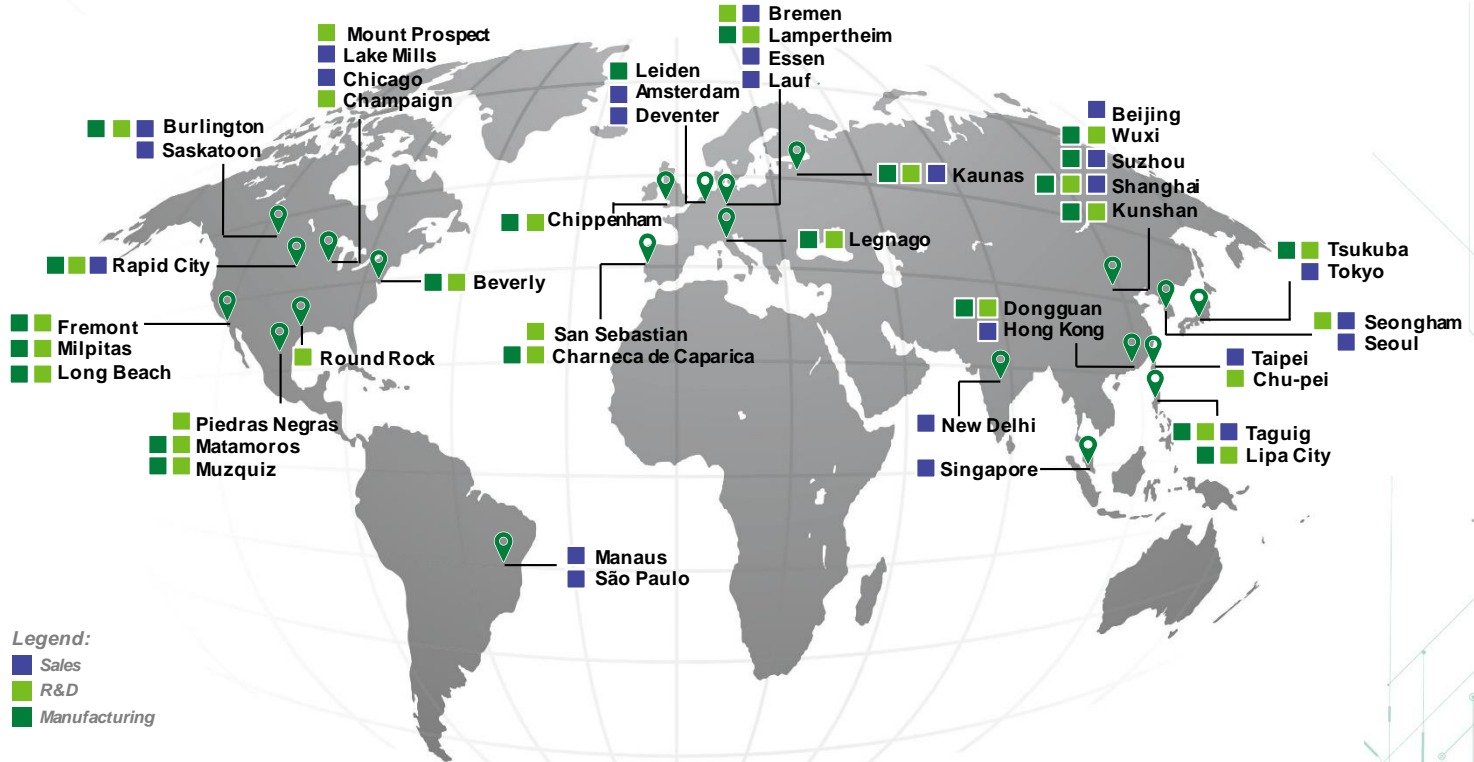 Mount Prospect
Lake Mills
Chicago
Champaign
Burlington
Saskatoon
Rapid City
Beverly
Fremont
Milpitas
Long Beach
Round Rock
Piedras Negras
Matamoros
Muzquiz
Manaus
São Paulo
Bremen
Lampertheim
Essen
Lauf
Leiden
Amsterdam
Deventer
Chippenham
Kaunas
Legnago
San Sebastian
Charneca de Caparica
Beijing
Wuxi
Suzhou
Shanghai
Kunshan
Tsukuba
Tokyo
Seongham
Seoul
Dongguan
Hong Kong
Taipei
Chu-pei
New Delhi
Singapore
Taguig
Lipa City
Legend:
Sales
R&D
Manufacturing